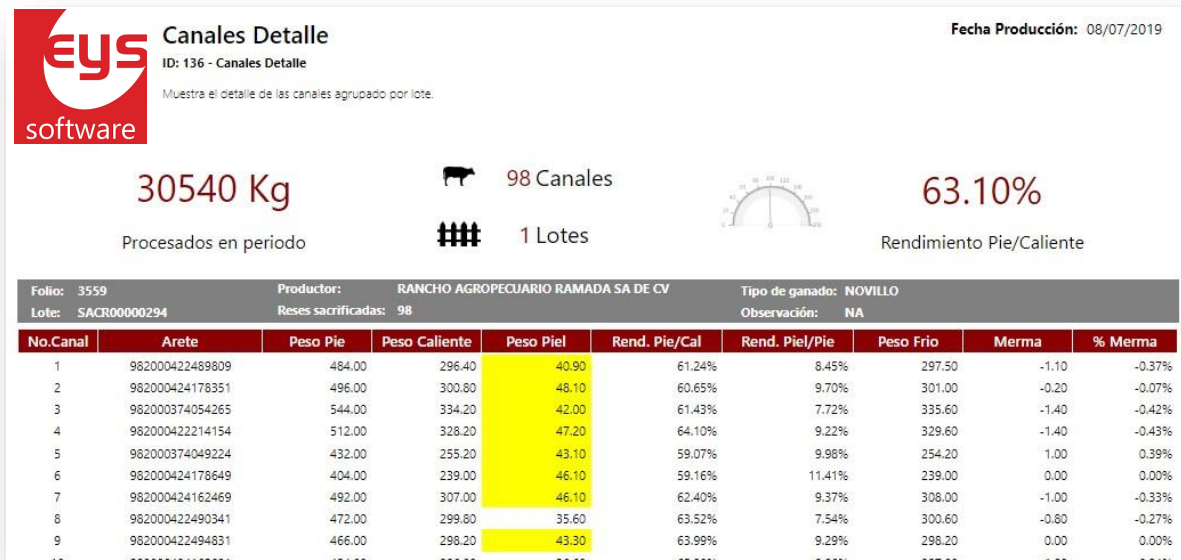 eys
software
Canales Detalle
ID: 136 - Canales Detalle
Muestra el detalle de las canales agrupado por lote.
Fecha Producción: 08/07/2019
30540 Kg
Procesados en periodo
98 Canales
1 Lotes
63.10%
Rendimiento Pie/Caliente
Folio: 3559 Productor: RANCHO AGROPECUARIO RAMADA SA DE CV Tipo de ganado: NOVILLO
Lote: SACR00000294 Reses sacrificadas: 98 Observación: NA
No.Canal Arete Peso Pie Peso Caliente Peso Piel Rend. Pie/Cal Rend. Piel/Pie Peso Frio Merma % Merma
1 982000422489809 484.00 296.40 40.90 61.24% 8.45% 297.50 -1.10 -0.37%
2 982000424178351 496.00 300.80 48.10 60.65% 9.70% 301.00 -0.20 -0.07%
3 982000374054265 544.00 334.20 42.00 61.43% 7.72% 335.60 -1.40 -0.42%
4 982000422214154 512.00 328.20 47.20 64.10% 9.22% 329.60 -1.40 -0.43%
5 982000374049224 432.00 255.20 43.10 59.07% 9.98% 254.20 1.00 0.39%
6 982000424178649 404.00 239.00 46.10 59.16% 11.41% 239.00 0.00 0.00%
7 982000424162469 492.00 307.00 46.10 62.40% 9.37% 308.00 -1.00 -0.33%
8 982000422490341 472.00 299.80 35.60 63.52% 7.54% 300.60 -0.80 -0.27%
9 982000422494831 466.00 298.20 43.30 63.99% 9.29% 298.20 0.00 0.00%